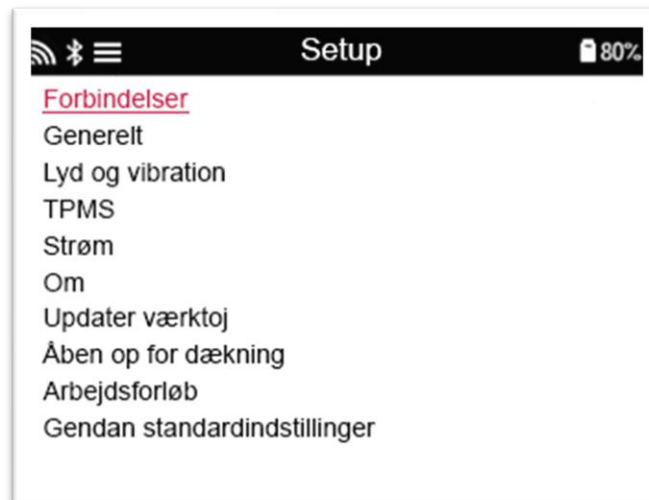 Setup 80%
Forbindelser
Generelt
Lyd og vibration
TPMS
Strøm
Om
Updater værktoj
Åben op for dækning
Arbejdsforløb
Gendan standardindstillinger